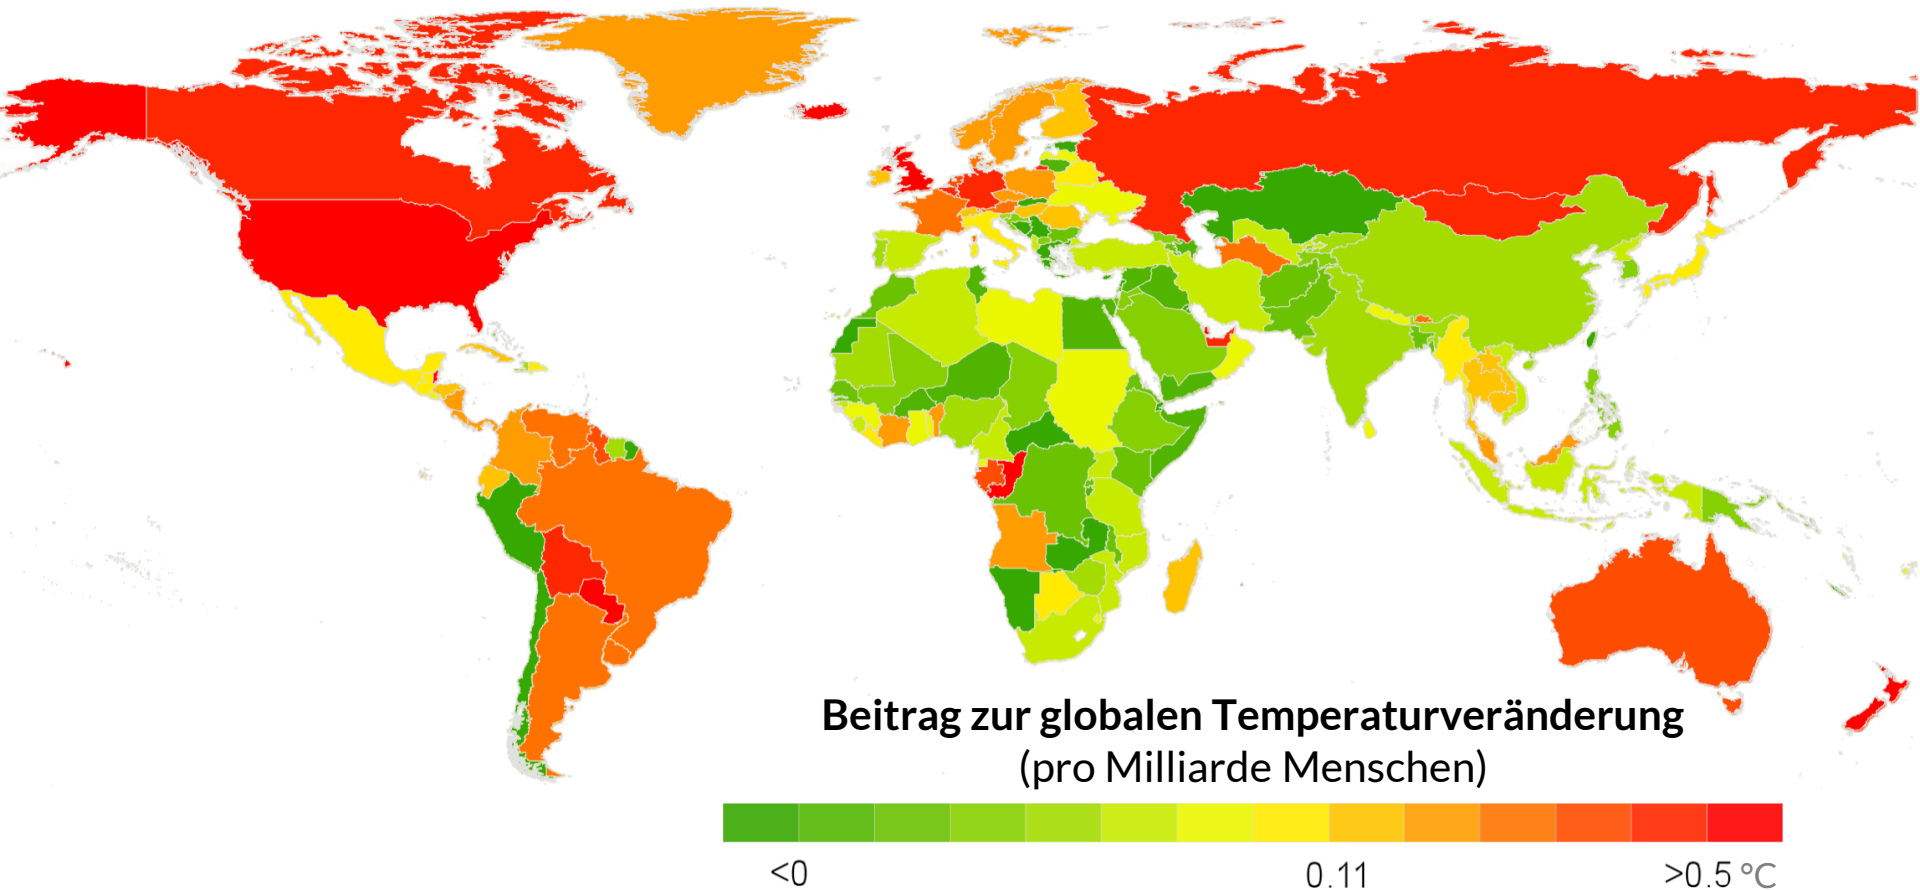 Beitrag zur globalen Temperaturveränderung
(pro Milliarde Menschen)
<0 0.11 >0.5 °C